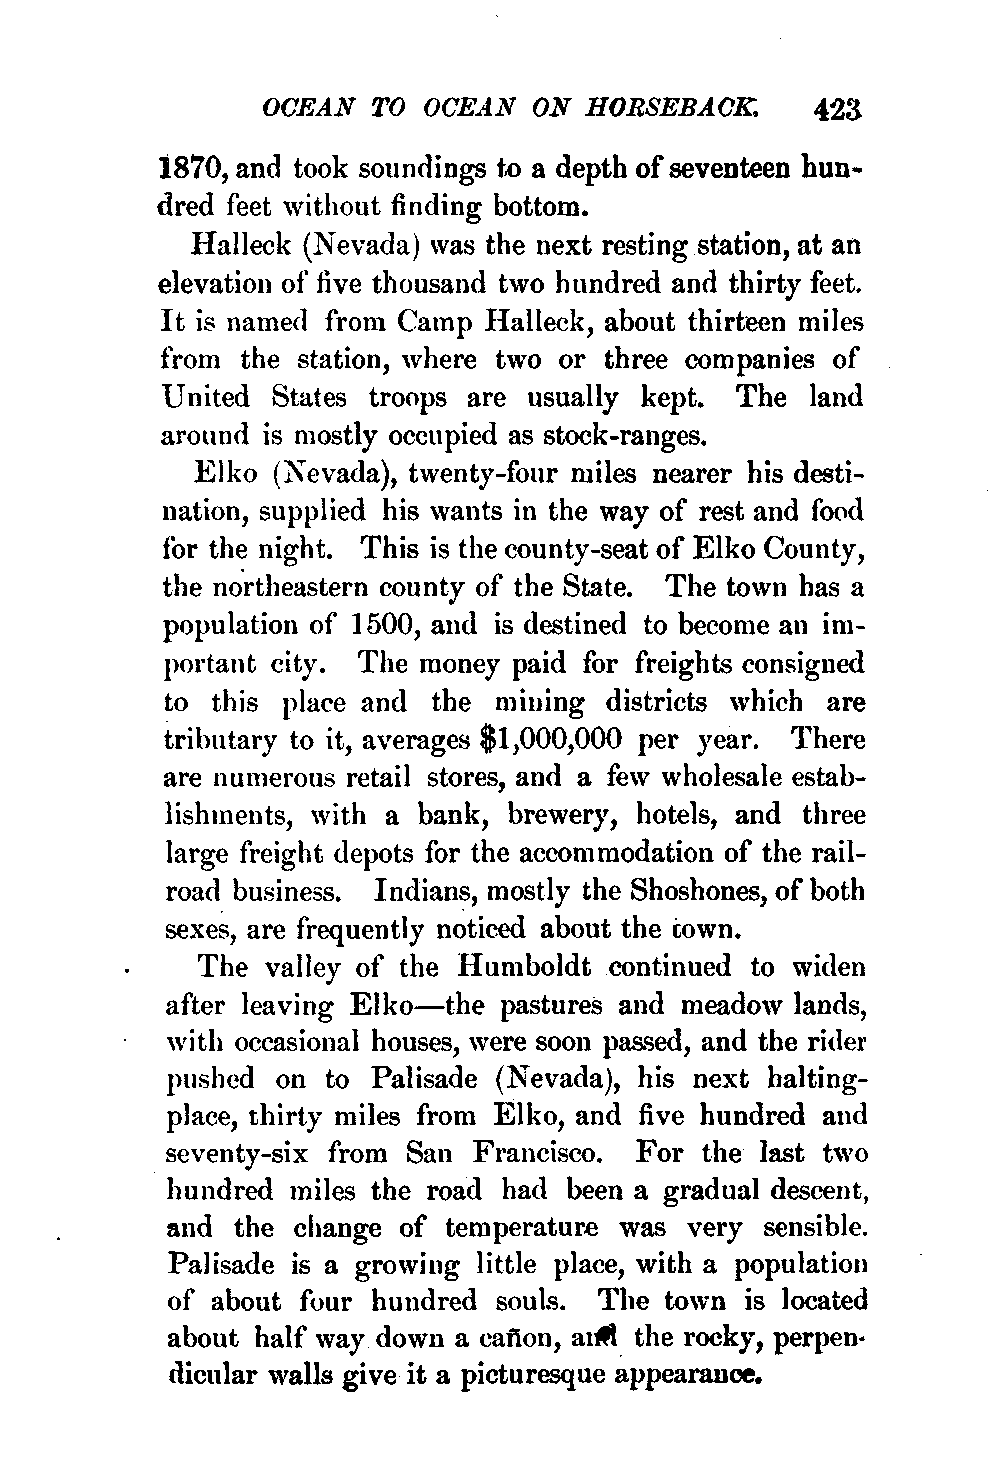 OCEAN TO OCEAN ON HORSEBACK. 423
1870, and took soundings to a depth of seventeen hun-
dred feet without finding bottom.
Halleck (Nevada) was the next resting station, at an
elevation of five thousand two hundred and thirty feet.
It is named from Camp Halleck, about thirteen miles
from the station, where two or three companies of
United States troops are usually kept. The land
around is mostly occupied as stock-ranges.
Elko (Nevada), twenty-four miles nearer his desti-
nation, supplied his wants in the way of rest and food
for the night. This is the county-seat of Elko County,
the northeastern county of the State. The town has a
population of 1500, and is destined to become an im-
portant city. The money paid for freights consigned
to this place and the mining districts which are
tributary to it, averages $1,000,000 per year. There
are numerous retail stores, and a few wholesale estab-
lishments, with a bank, brewery, hotels, and three
large freight depots for the accommodation of the rail-
road business. Indians, mostly the Shoshones, of both
sexes, are frequently noticed about the town.
The valley of the Humboldt continued to widen
after leaving Elko—the pastures and meadow lands,
with occasional houses, were soon passed, and the rider
pushed on to Palisade (Nevada), his next halting-
place, thirty miles from Elko, and five hundred and
seventy-six from San Francisco. For the last two
hundred miles the road had been a gradual descent,
and the change of temperature was very sensible.
Palisade is a growing little place, with a population
of about four hundred souls. The town is located
about half way down a cañon, and the rocky, perpen-
dicular walls give it a picturesque appearance.